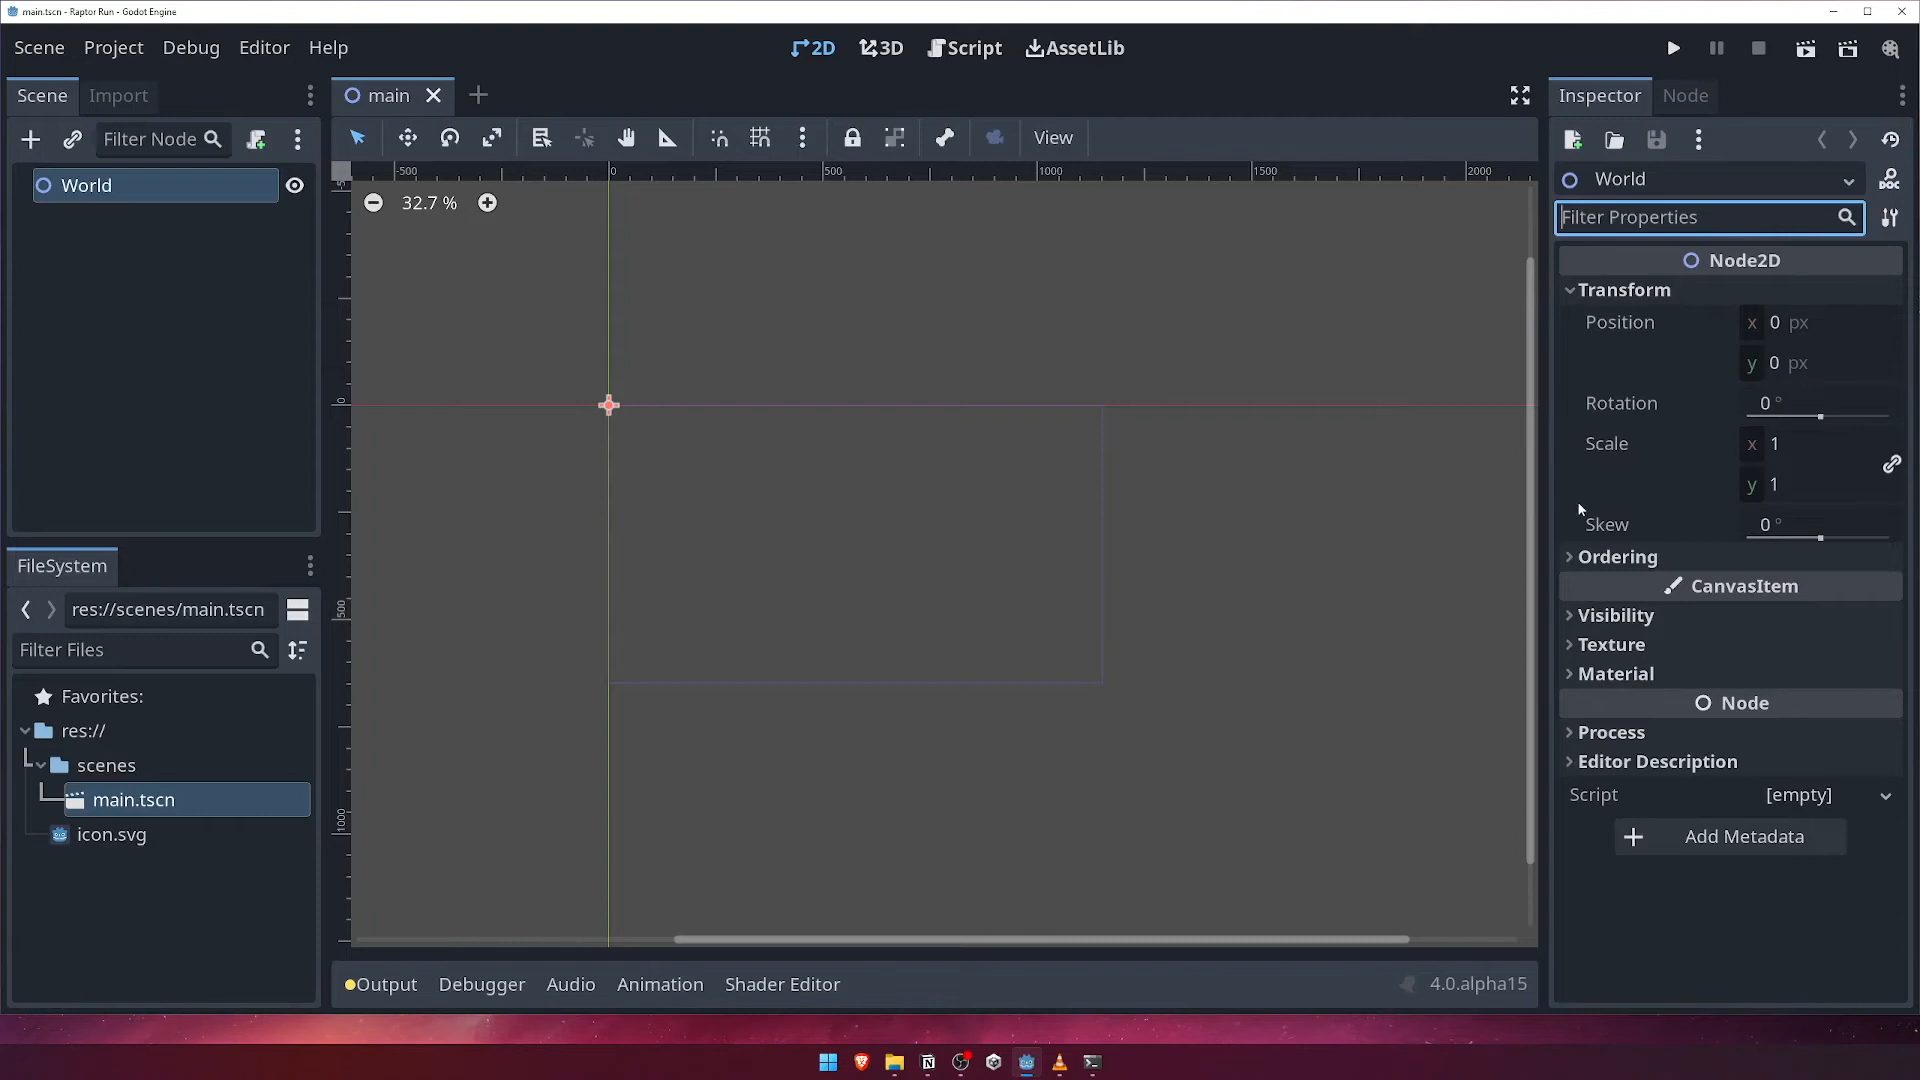 main.tscn - Raptor Run - Godot Engine
Scene Project Debug Editor Help
2D 3D Script AssetLib
Scene Import
main
Inspector Node
Filter Node
View
World
World
-500 0 500 1000 1500 2000
32.7 %
0
500
1000
Filter Properties
Node2D
Transform
Position x 0 px
y 0 px
Rotation 0 °
Scale x 1
y 1
Skew 0 °
Ordering
CanvasItem
Visibility
Texture
Material
Node
Process
Editor Description
Script [empty]
Add Metadata
DOC
FileSystem
res://scenes/main.tscn
Filter Files
Favorites:
res://
scenes
main.tscn
icon.svg
Output Debugger Audio Animation Shader Editor 4.0.alpha15